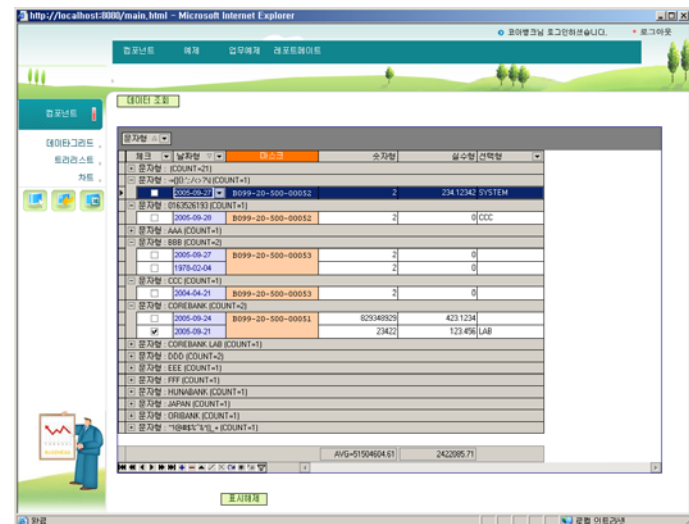 http://localhost:8080/main.html - Microsoft Internet Explorer
코아뱅크님 로그인하셨습니다.
로그아웃
컴포넌트 예제 업무예제 레포트메이트
컴포넌트
데이타그리드
트리리스트
차트
데이터 조회
문자형
체크 날짜형 마스크 숫자형 실수형 선택형
문자형 : (COUNT=21)
2005-09-27 B099-20-500-00052 2 234.12342 SYSTEM
문자형 : 0163526193 (COUNT=1)
2005-09-28 B099-20-500-00052 2 0 CCC
문자형 : AAA (COUNT=1)
문자형 : BBB (COUNT=2)
2005-09-27 B099-20-500-00053 2 0
1978-02-04 2 0
문자형 : CCC (COUNT=1)
2004-04-21 B099-20-500-00053 2 0
문자형 : COREBANK (COUNT=2)
2005-09-24 B099-20-500-00051 829349929 423.1234
2005-09-21 23422 123.456 LAB
문자형 : COREBANK LAB (COUNT=1)
문자형 : DDD (COUNT=2)
문자형 : EEE (COUNT=1)
문자형 : FFF (COUNT=1)
문자형 : HUNABANK (COUNT=1)
문자형 : JAPAN (COUNT=1)
문자형 : ORIBANK (COUNT=1)
AVG=51504604.61 2422085.71
BUSINESS
표시해제
완료
로컬 인트라넷